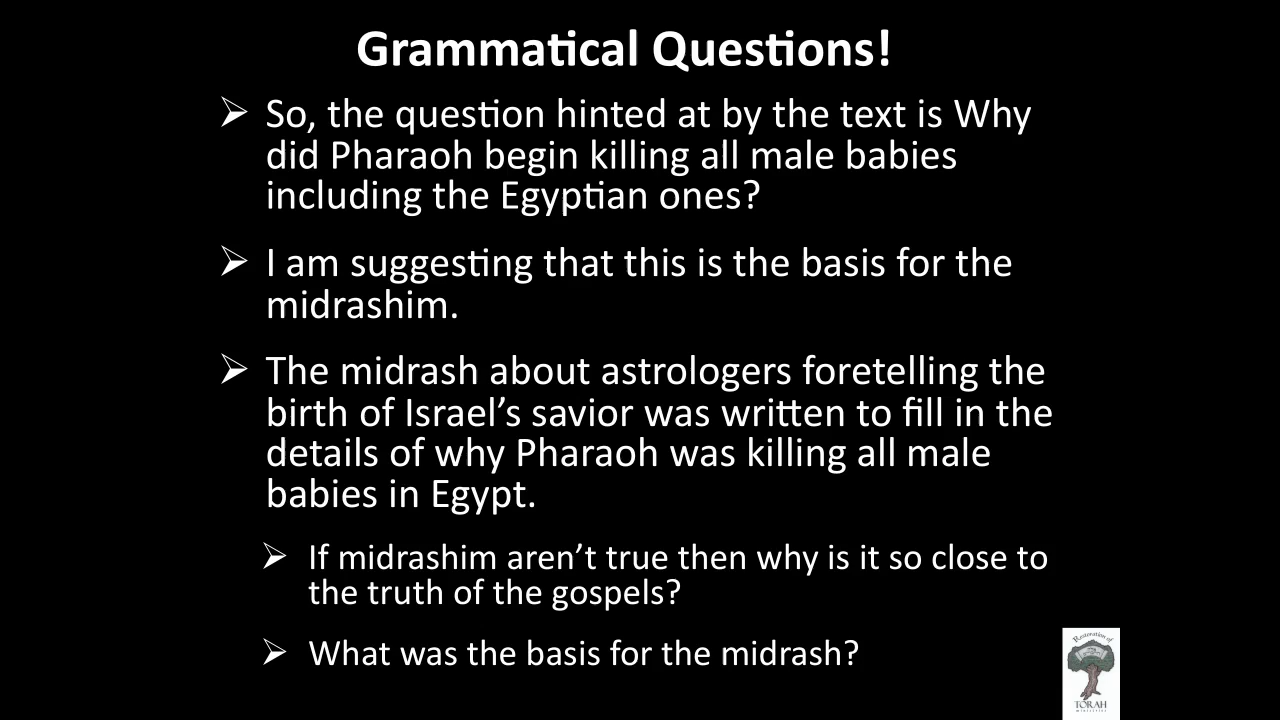 Grammatical Questions!
➢ So, the question hinted at by the text is Why
did Pharaoh begin killing all male babies
including the Egyptian ones?
➢ I am suggesting that this is the basis for the
midrashim.
➢ The midrash about astrologers foretelling the
birth of Israel’s savior was written to fill in the
details of why Pharaoh was killing all male
babies in Egypt.
➢ If midrashim aren’t true then why is it so close to
the truth of the gospels?
➢ What was the basis for the midrash?
Restoration of
TORAH
MINISTRIES